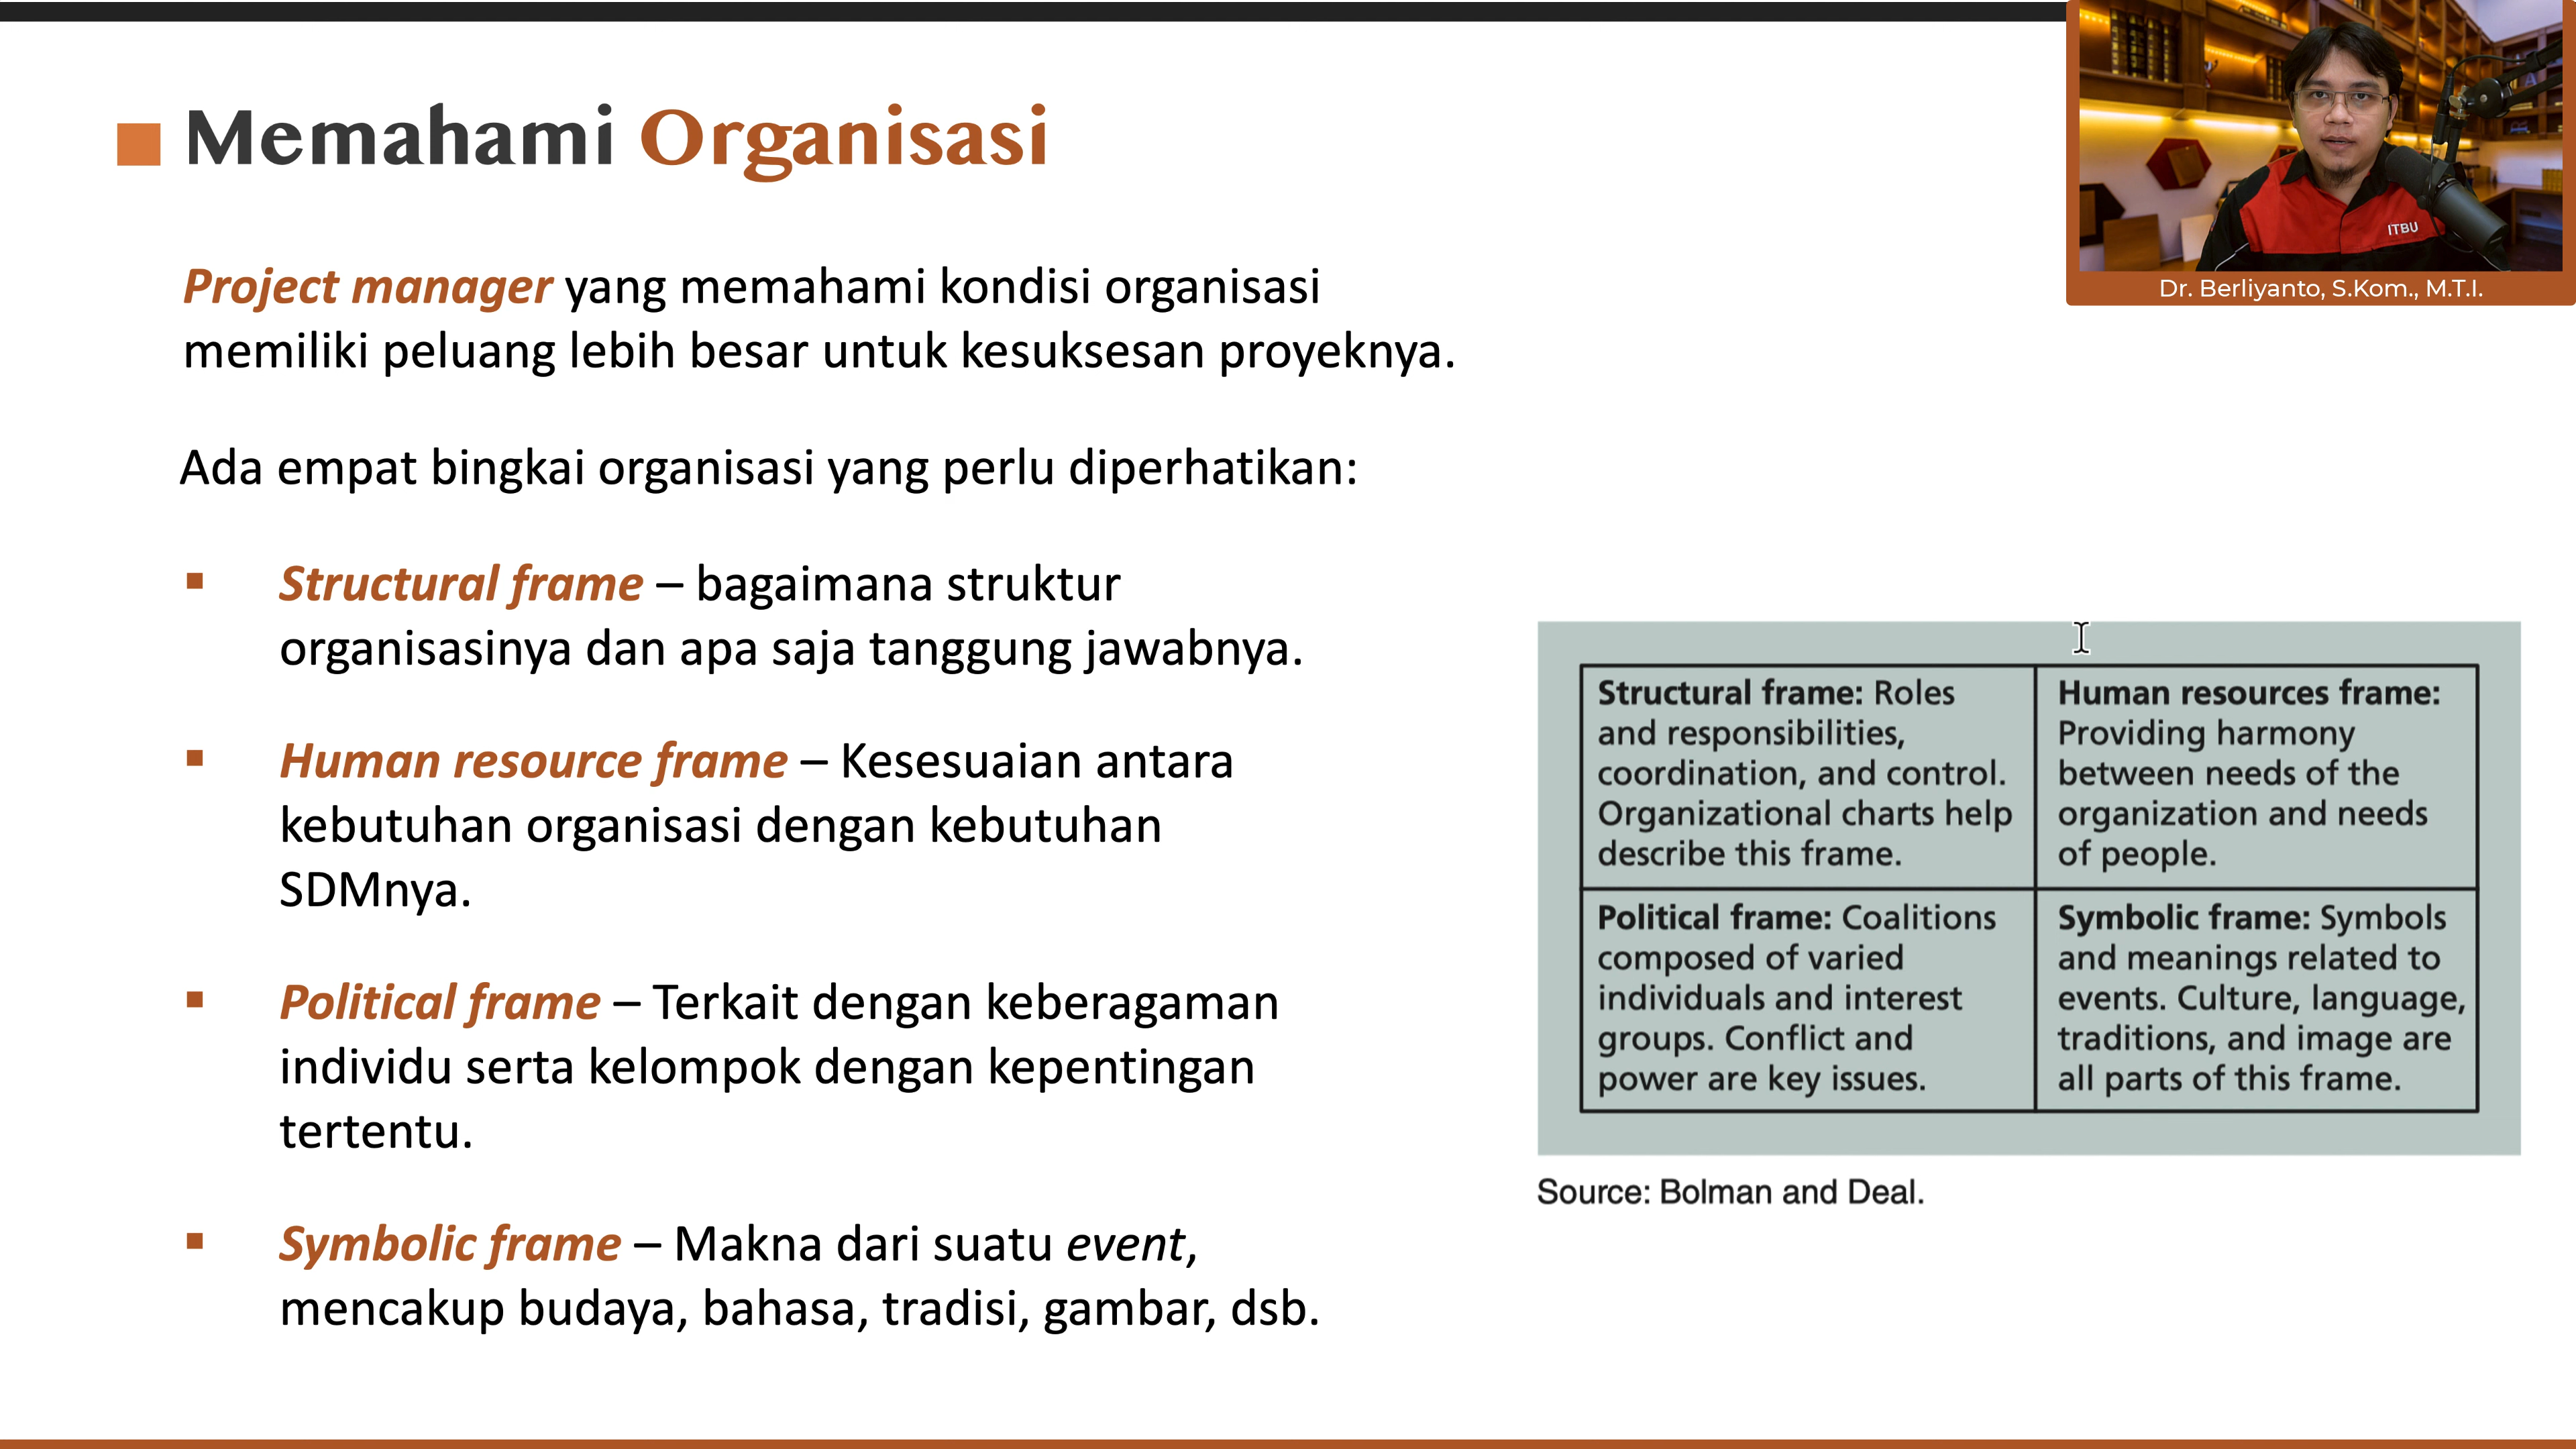 Memahami Organisasi
Project manager yang memahami kondisi organisasi
memiliki peluang lebih besar untuk kesuksesan proyeknya.
Ada empat bingkai organisasi yang perlu diperhatikan:
Structural frame – bagaimana struktur
organisasinya dan apa saja tanggung jawabnya.
Human resource frame – Kesesuaian antara
kebutuhan organisasi dengan kebutuhan
SDMnya.
Political frame – Terkait dengan keberagaman
individu serta kelompok dengan kepentingan
tertentu.
Symbolic frame – Makna dari suatu event,
mencakup budaya, bahasa, tradisi, gambar, dsb.
ITBU
Dr. Berliyanto, S.Kom., M.T.I.
Structural frame: Roles
and responsibilities,
coordination, and control.
Organizational charts help
describe this frame.
Human resources frame:
Providing harmony
between needs of the
organization and needs
of people.
Political frame: Coalitions
composed of varied
individuals and interest
groups. Conflict and
power are key issues.
Symbolic frame: Symbols
and meanings related to
events. Culture, language,
traditions, and image are
all parts of this frame.
Source: Bolman and Deal.